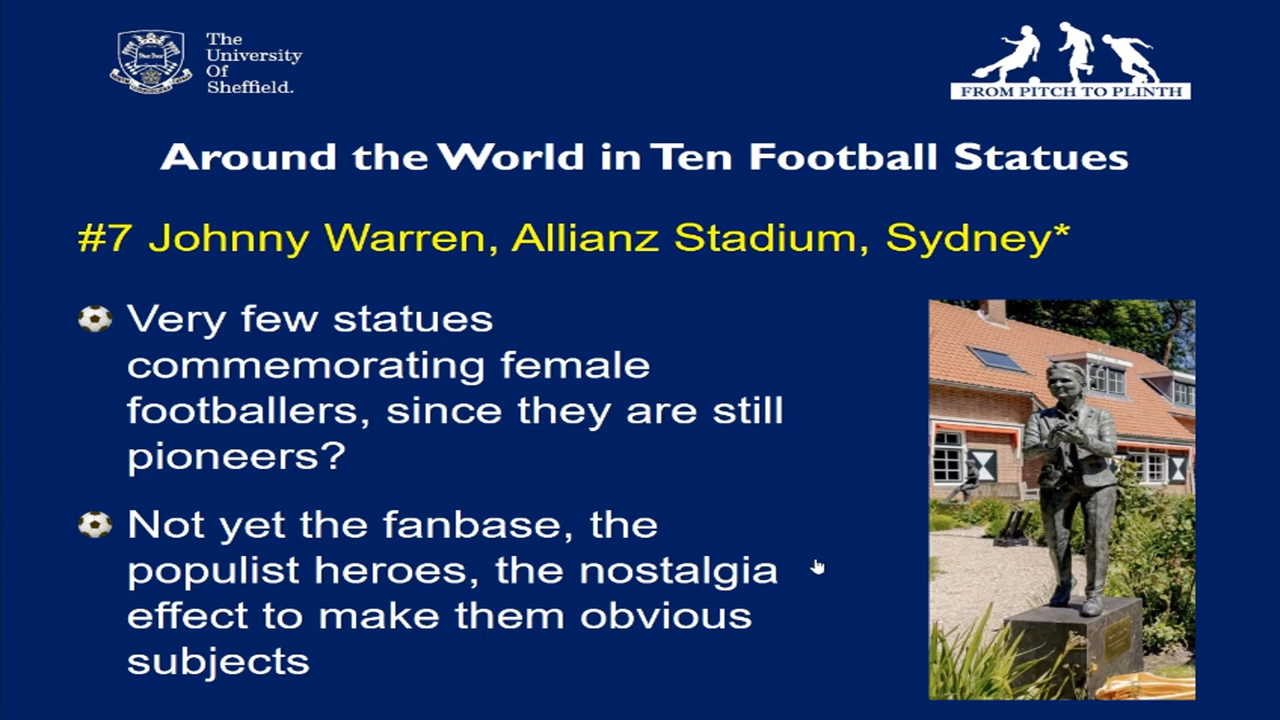 The
University
Of
Sheffield.
FROM PITCH TO PLINTH
Around the World in Ten Football Statues
#7 Johnny Warren, Allianz Stadium, Sydney*
Very few statues
commemorating female
footballers, since they are still
pioneers?
Not yet the fanbase, the
populist heroes, the nostalgia
effect to make them obvious
subjects